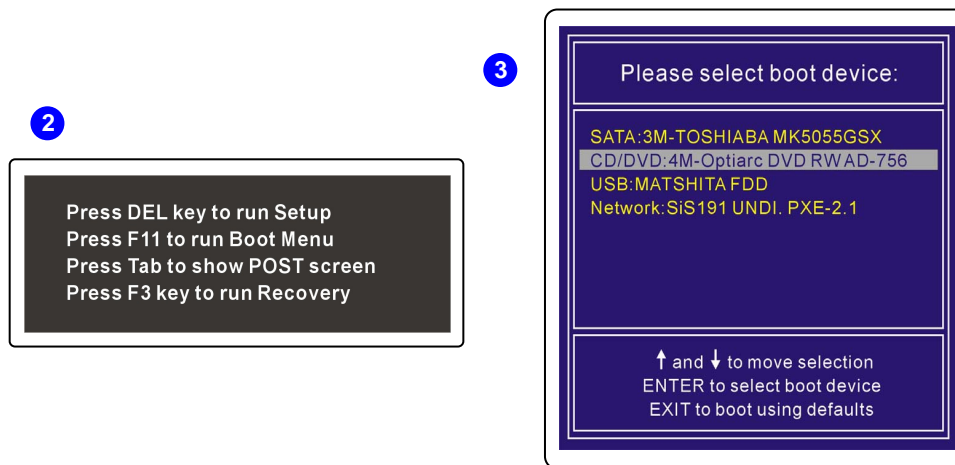 2
Press DEL key to run Setup
Press F11 to run Boot Menu
Press Tab to show POST screen
Press F3 key to run Recovery
3
Please select boot device:
SATA:3M-TOSHIABA MK5055GSX
CD/DVD:4M-Optiarc DVD RW AD-756
USB:MATSHITA FDD
Network:SiS191 UNDI. PXE-2.1
↑ and ↓ to move selection
ENTER to select boot device
EXIT to boot using defaults